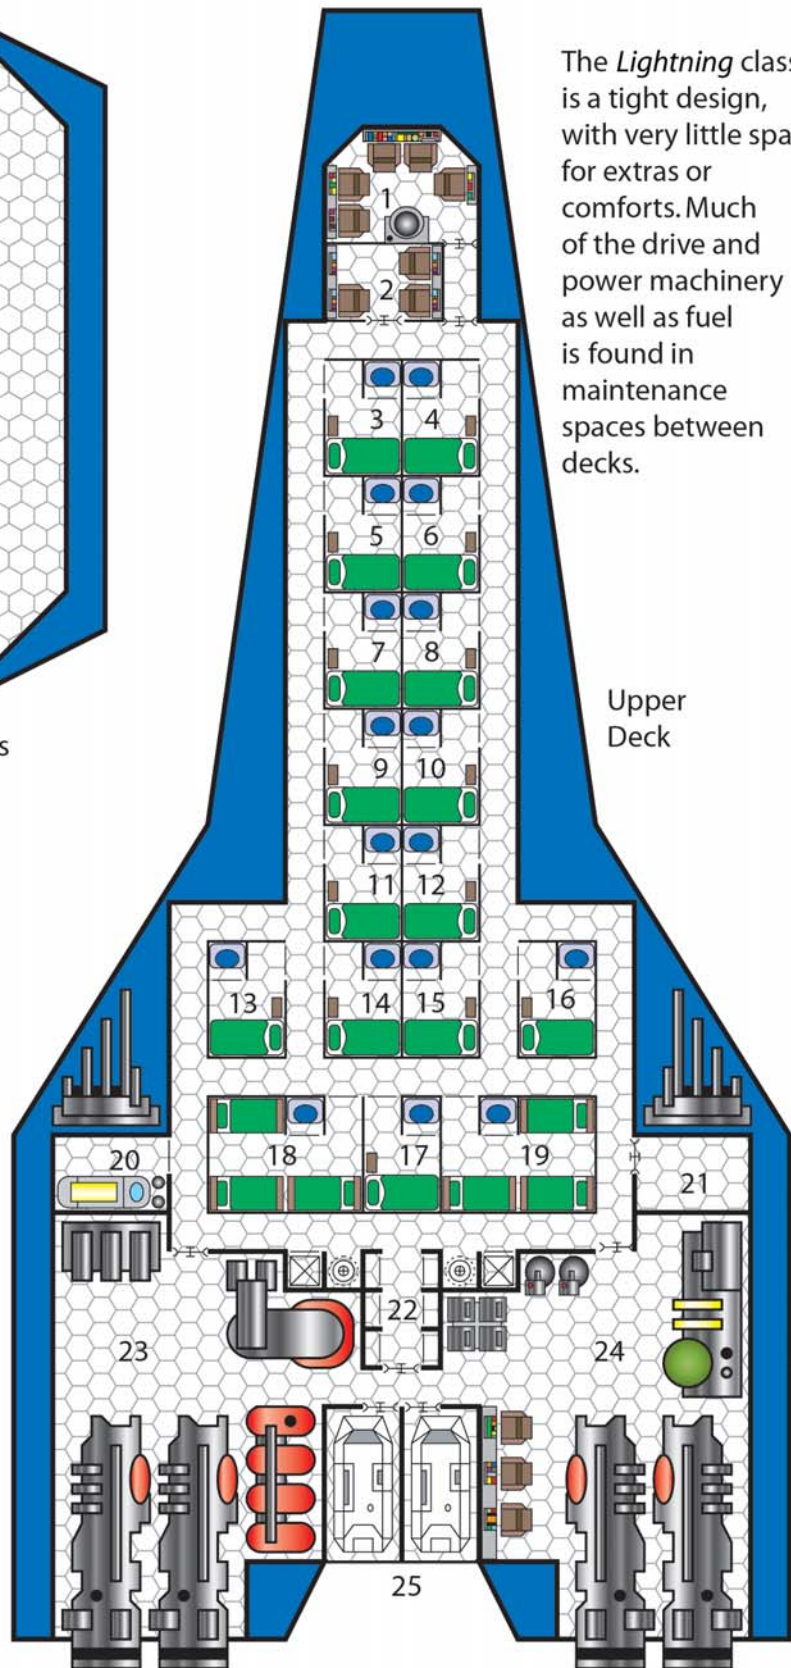 The Lightning
is a tight design,
with very little
for extras or
comforts. Much
of the drive and
power machinery
as well as fuel
is found in
maintenance
spaces between
decks.
1
2
3 4
5 6
7 8
9 10
Upper
Deck
11 12
13 14 15 16
20 18 17 19 21
22
23 24
25